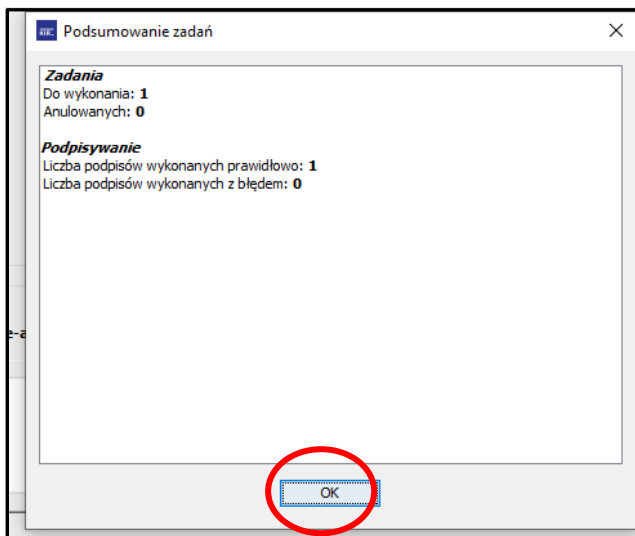 Podsumowanie zadań
Zadania
Do wykonania: 1
Anulowanych: 0
Podpisywanie
Liczba podpisów wykonanych prawidłowo: 1
Liczba podpisów wykonanych z błędem: 0
e-a
OK